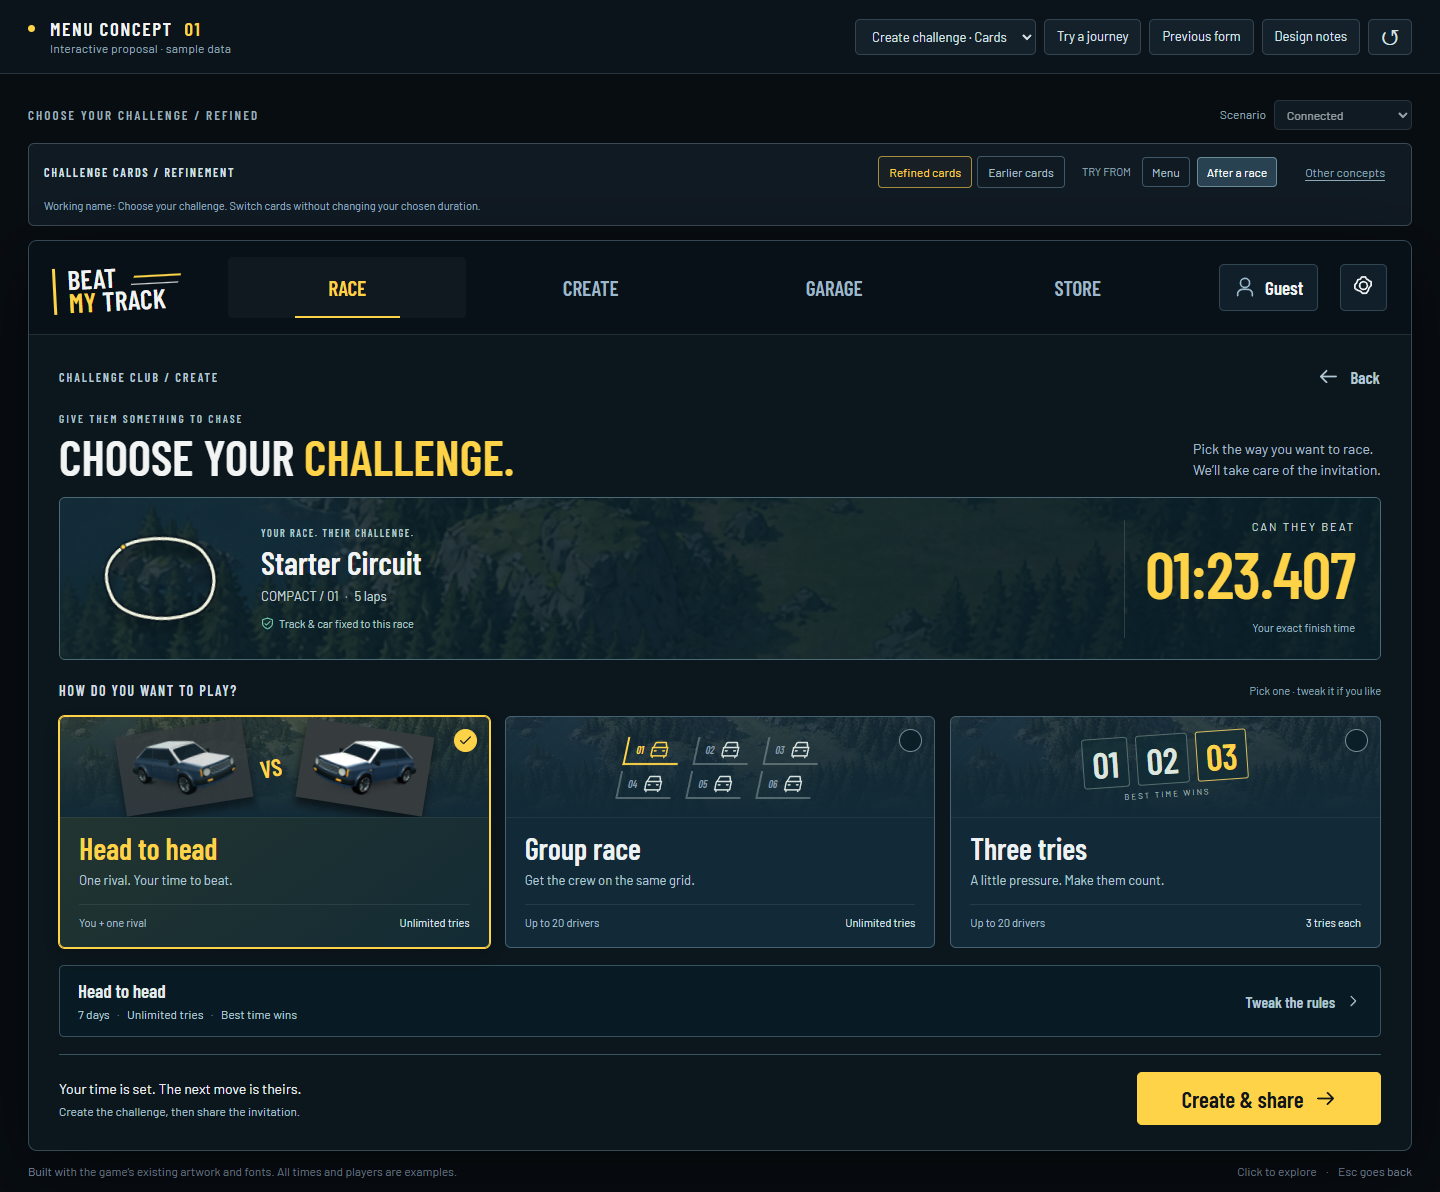 MENU CONCEPT 01
Interactive proposal · sample data
Create challenge · Cards
Try a journey
Previous form
Design notes
CHOOSE YOUR CHALLENGE / REFINED
Scenario
Connected
CHALLENGE CARDS / REFINEMENT
Refined cards
Earlier cards
TRY FROM
Menu
After a race
Other concepts
Working name: Choose your challenge. Switch cards without changing your chosen duration.
BEAT
MY TRACK
RACE
CREATE
GARAGE
STORE
Guest
CHALLENGE CLUB / CREATE
Back
GIVE THEM SOMETHING TO CHASE
CHOOSE YOUR CHALLENGE.
Pick the way you want to race.
We'll take care of the invitation.
YOUR RACE. THEIR CHALLENGE.
Starter Circuit
COMPACT / 01 · 5 laps
Track & car fixed to this race
CAN THEY BEAT
01:23.407
Your exact finish time
HOW DO YOU WANT TO PLAY?
Pick one · tweak it if you like
VS
Head to head
One rival. Your time to beat.
You + one rival
Unlimited tries
01 02 03
04 05 06
Group race
Get the crew on the same grid.
Up to 20 drivers
Unlimited tries
01 02 03
BEST TIME WINS
Three tries
A little pressure. Make them count.
Up to 20 drivers
3 tries each
Head to head
7 days · Unlimited tries · Best time wins
Tweak the rules
Your time is set. The next move is theirs.
Create the challenge, then share the invitation.
Create & share
Built with the game's existing artwork and fonts. All times and players are examples.
Click to explore · Esc goes back